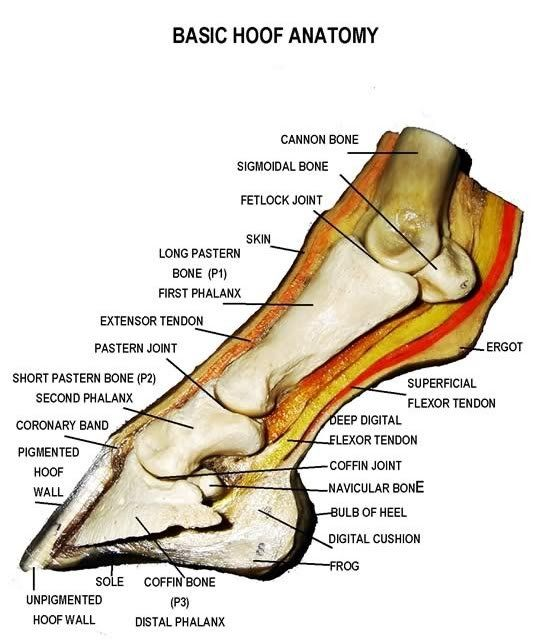 BASIC HOOF ANATOMY
CANNON BONE
SIGMOIDAL BONE
FETLOCK JOINT
SKIN
LONG PASTERN
BONE (P1)
FIRST PHALANX
EXTENSOR TENDON
PASTERN JOINT
SHORT PASTERN BONE (P2)
SECOND PHALANX
CORONARY BAND
PIGMENTED
HOOF
WALL
ERGOT
SUPERFICIAL
FLEXOR TENDON
DEEP DIGITAL
FLEXOR TENDON
COFFIN JOINT
NAVICULAR BONE
BULB OF HEEL
DIGITAL CUSHION
FROG
SOLE
COFFIN BONE
(P3)
DISTAL PHALANX
UNPIGMENTED
HOOF WALL